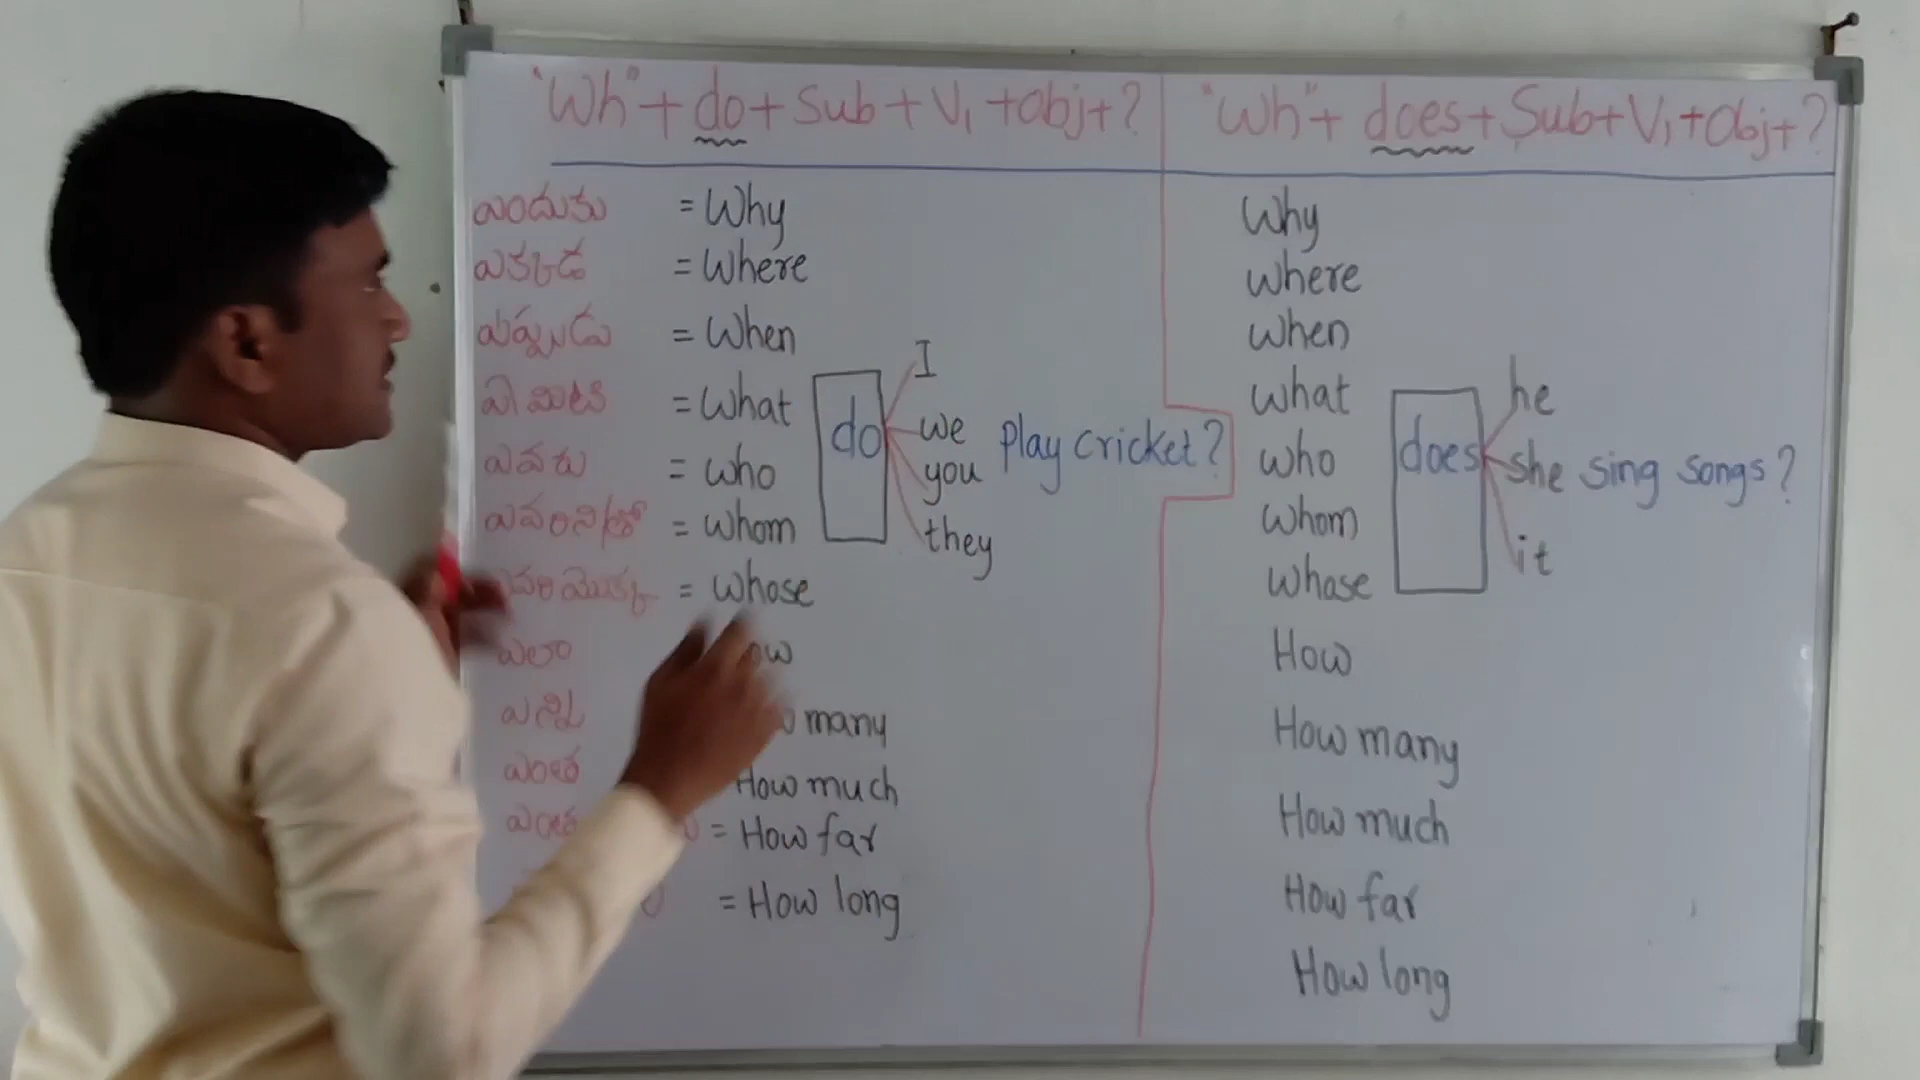 "Wh" + do + Sub + V1 + obj + ?
ఎందుకు = Why
ఎక్కడ = Where
ఎప్పుడు = When
ఏమిటి = What
ఎవరు = who
ఎవరిని/తో = whom
ఎవరియొక్క = whose
ఎలా
ఎన్ని many
ఎంత How much
= How far
= How long
do
I
we
you
they
play cricket?
"Wh" + does + Sub + V1 + Obj + ?
Why
where
when
what
who
whom
whose
How
How many
How much
How far
How long
does
he
she
it
sing songs?